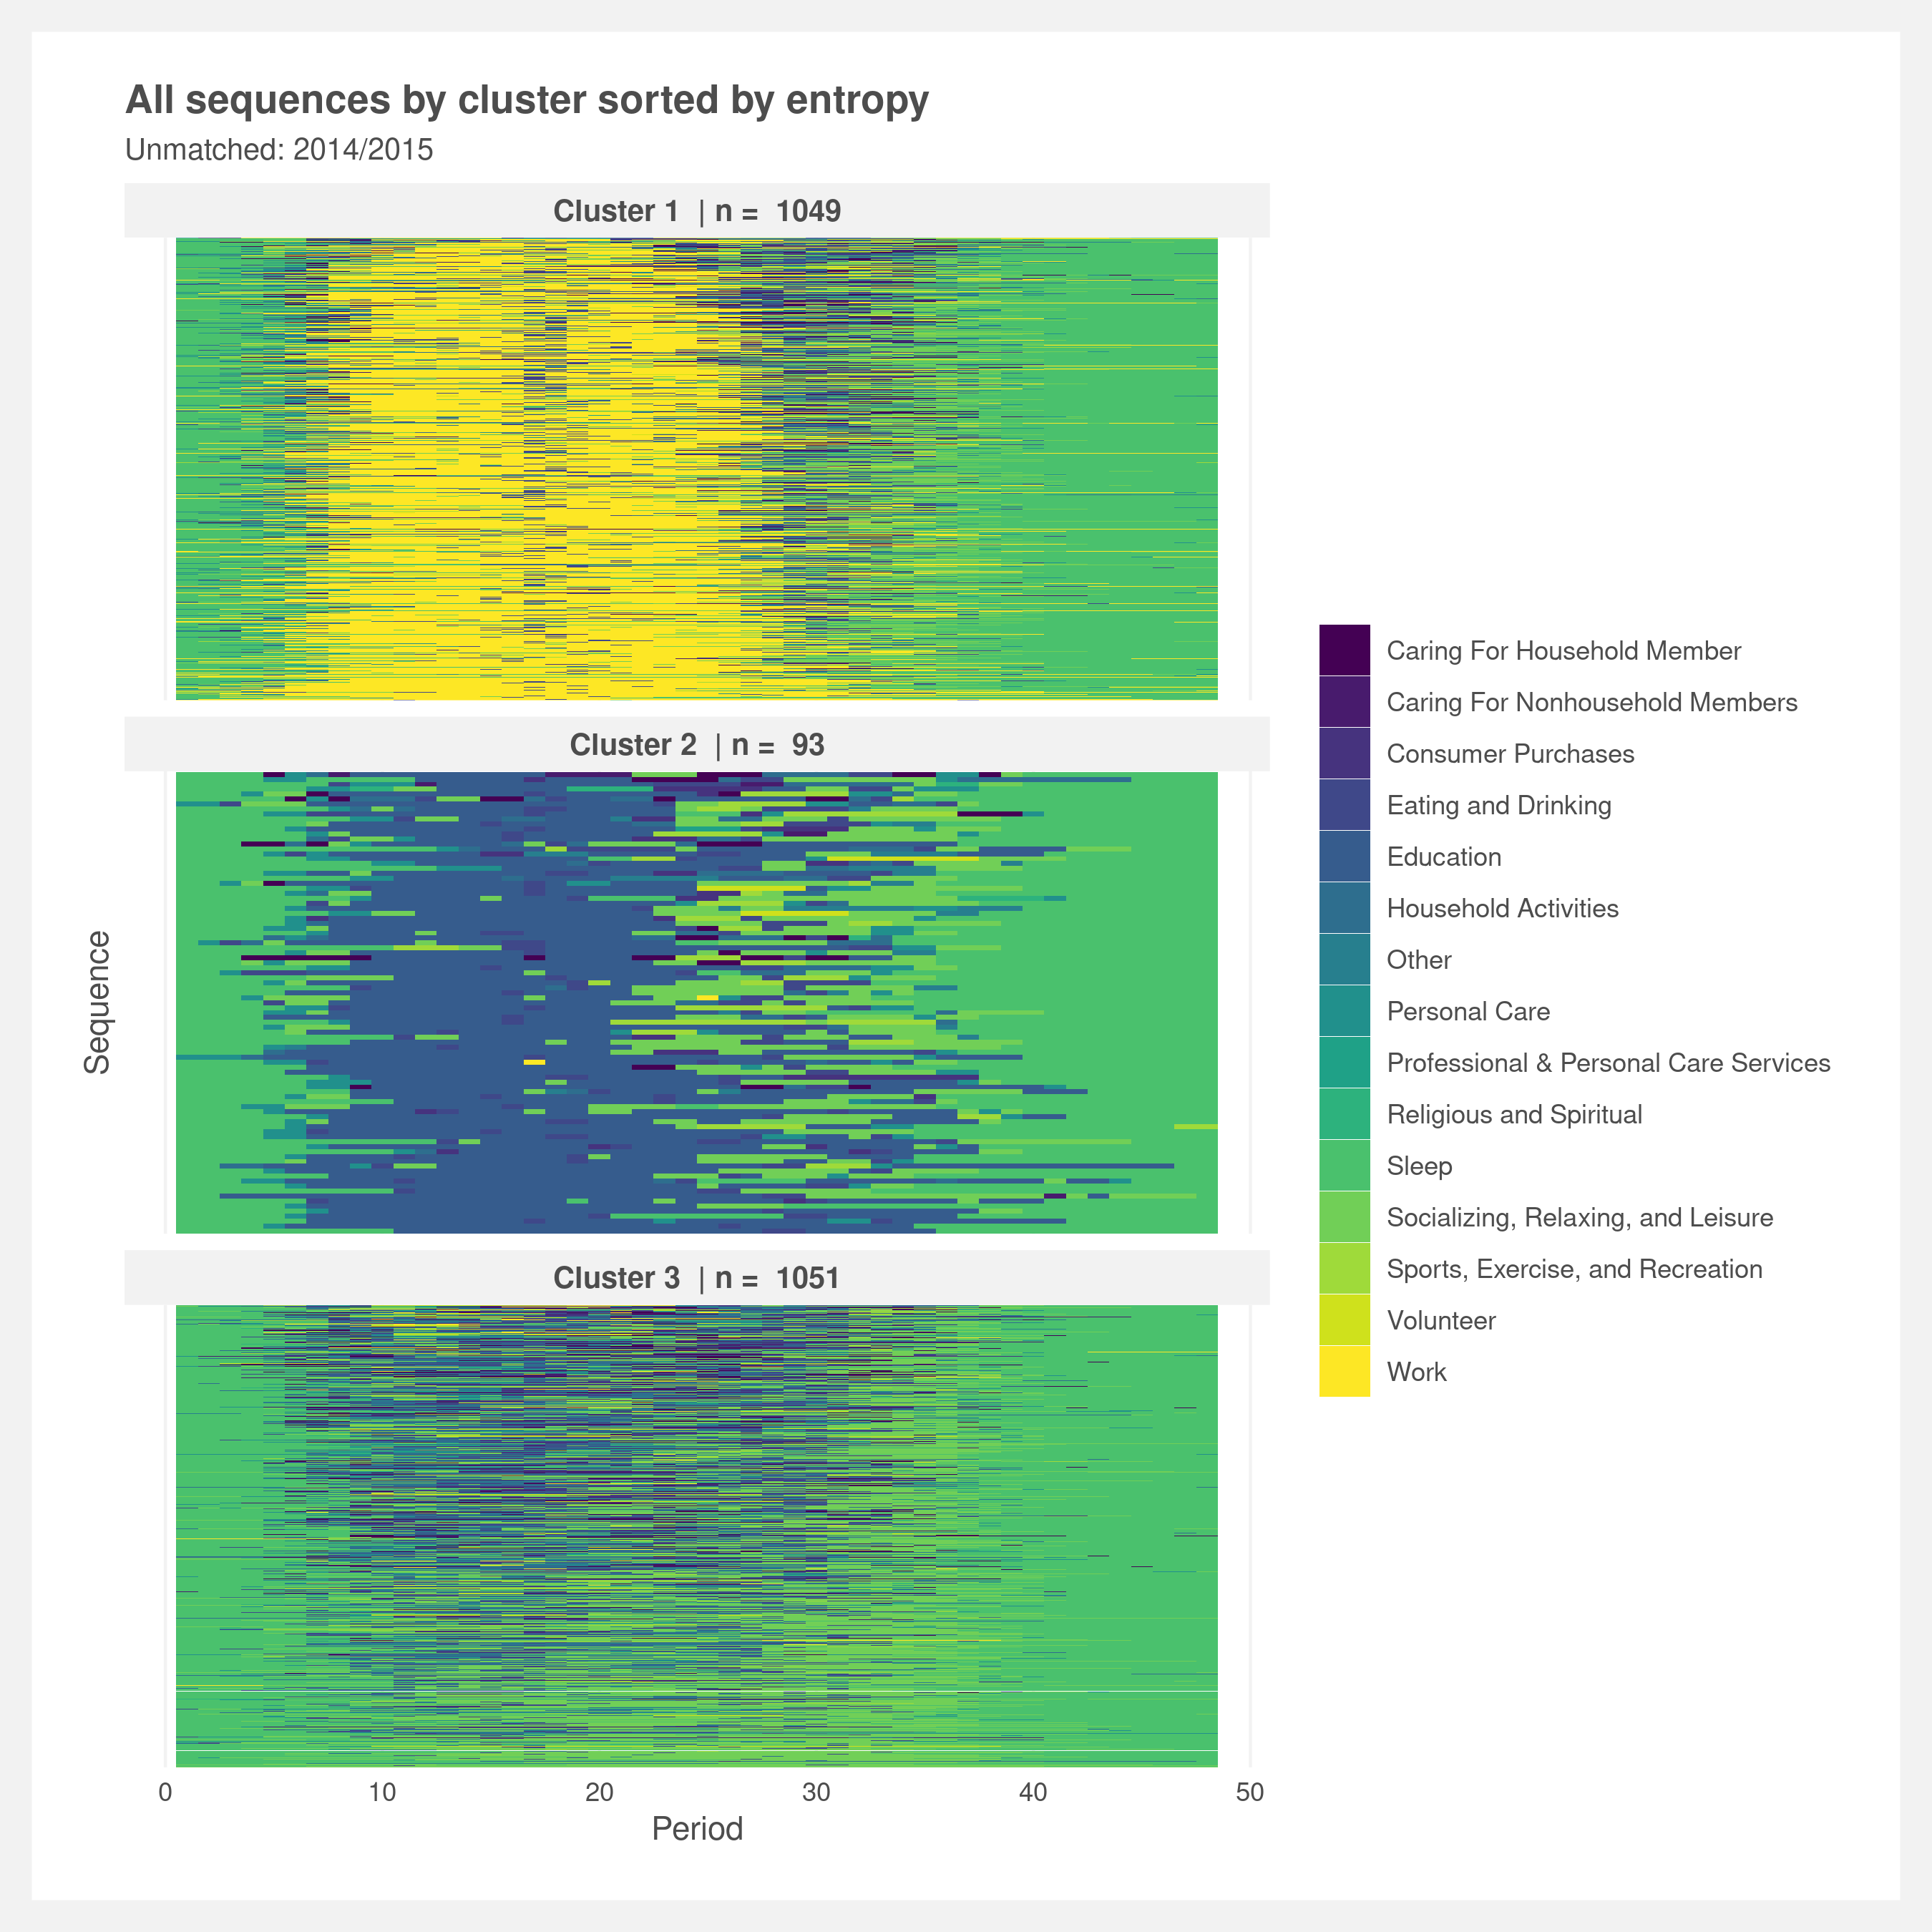 All sequences by cluster sorted by entropy
Unmatched: 2014/2015
Cluster 1 | n = 1049
Cluster 2 | n = 93
Cluster 3 | n = 1051
Sequence
0 10 20 30 40 50
Period
Caring For Household Member
Caring For Nonhousehold Members
Consumer Purchases
Eating and Drinking
Education
Household Activities
Other
Personal Care
Professional & Personal Care Services
Religious and Spiritual
Sleep
Socializing, Relaxing, and Leisure
Sports, Exercise, and Recreation
Volunteer
Work